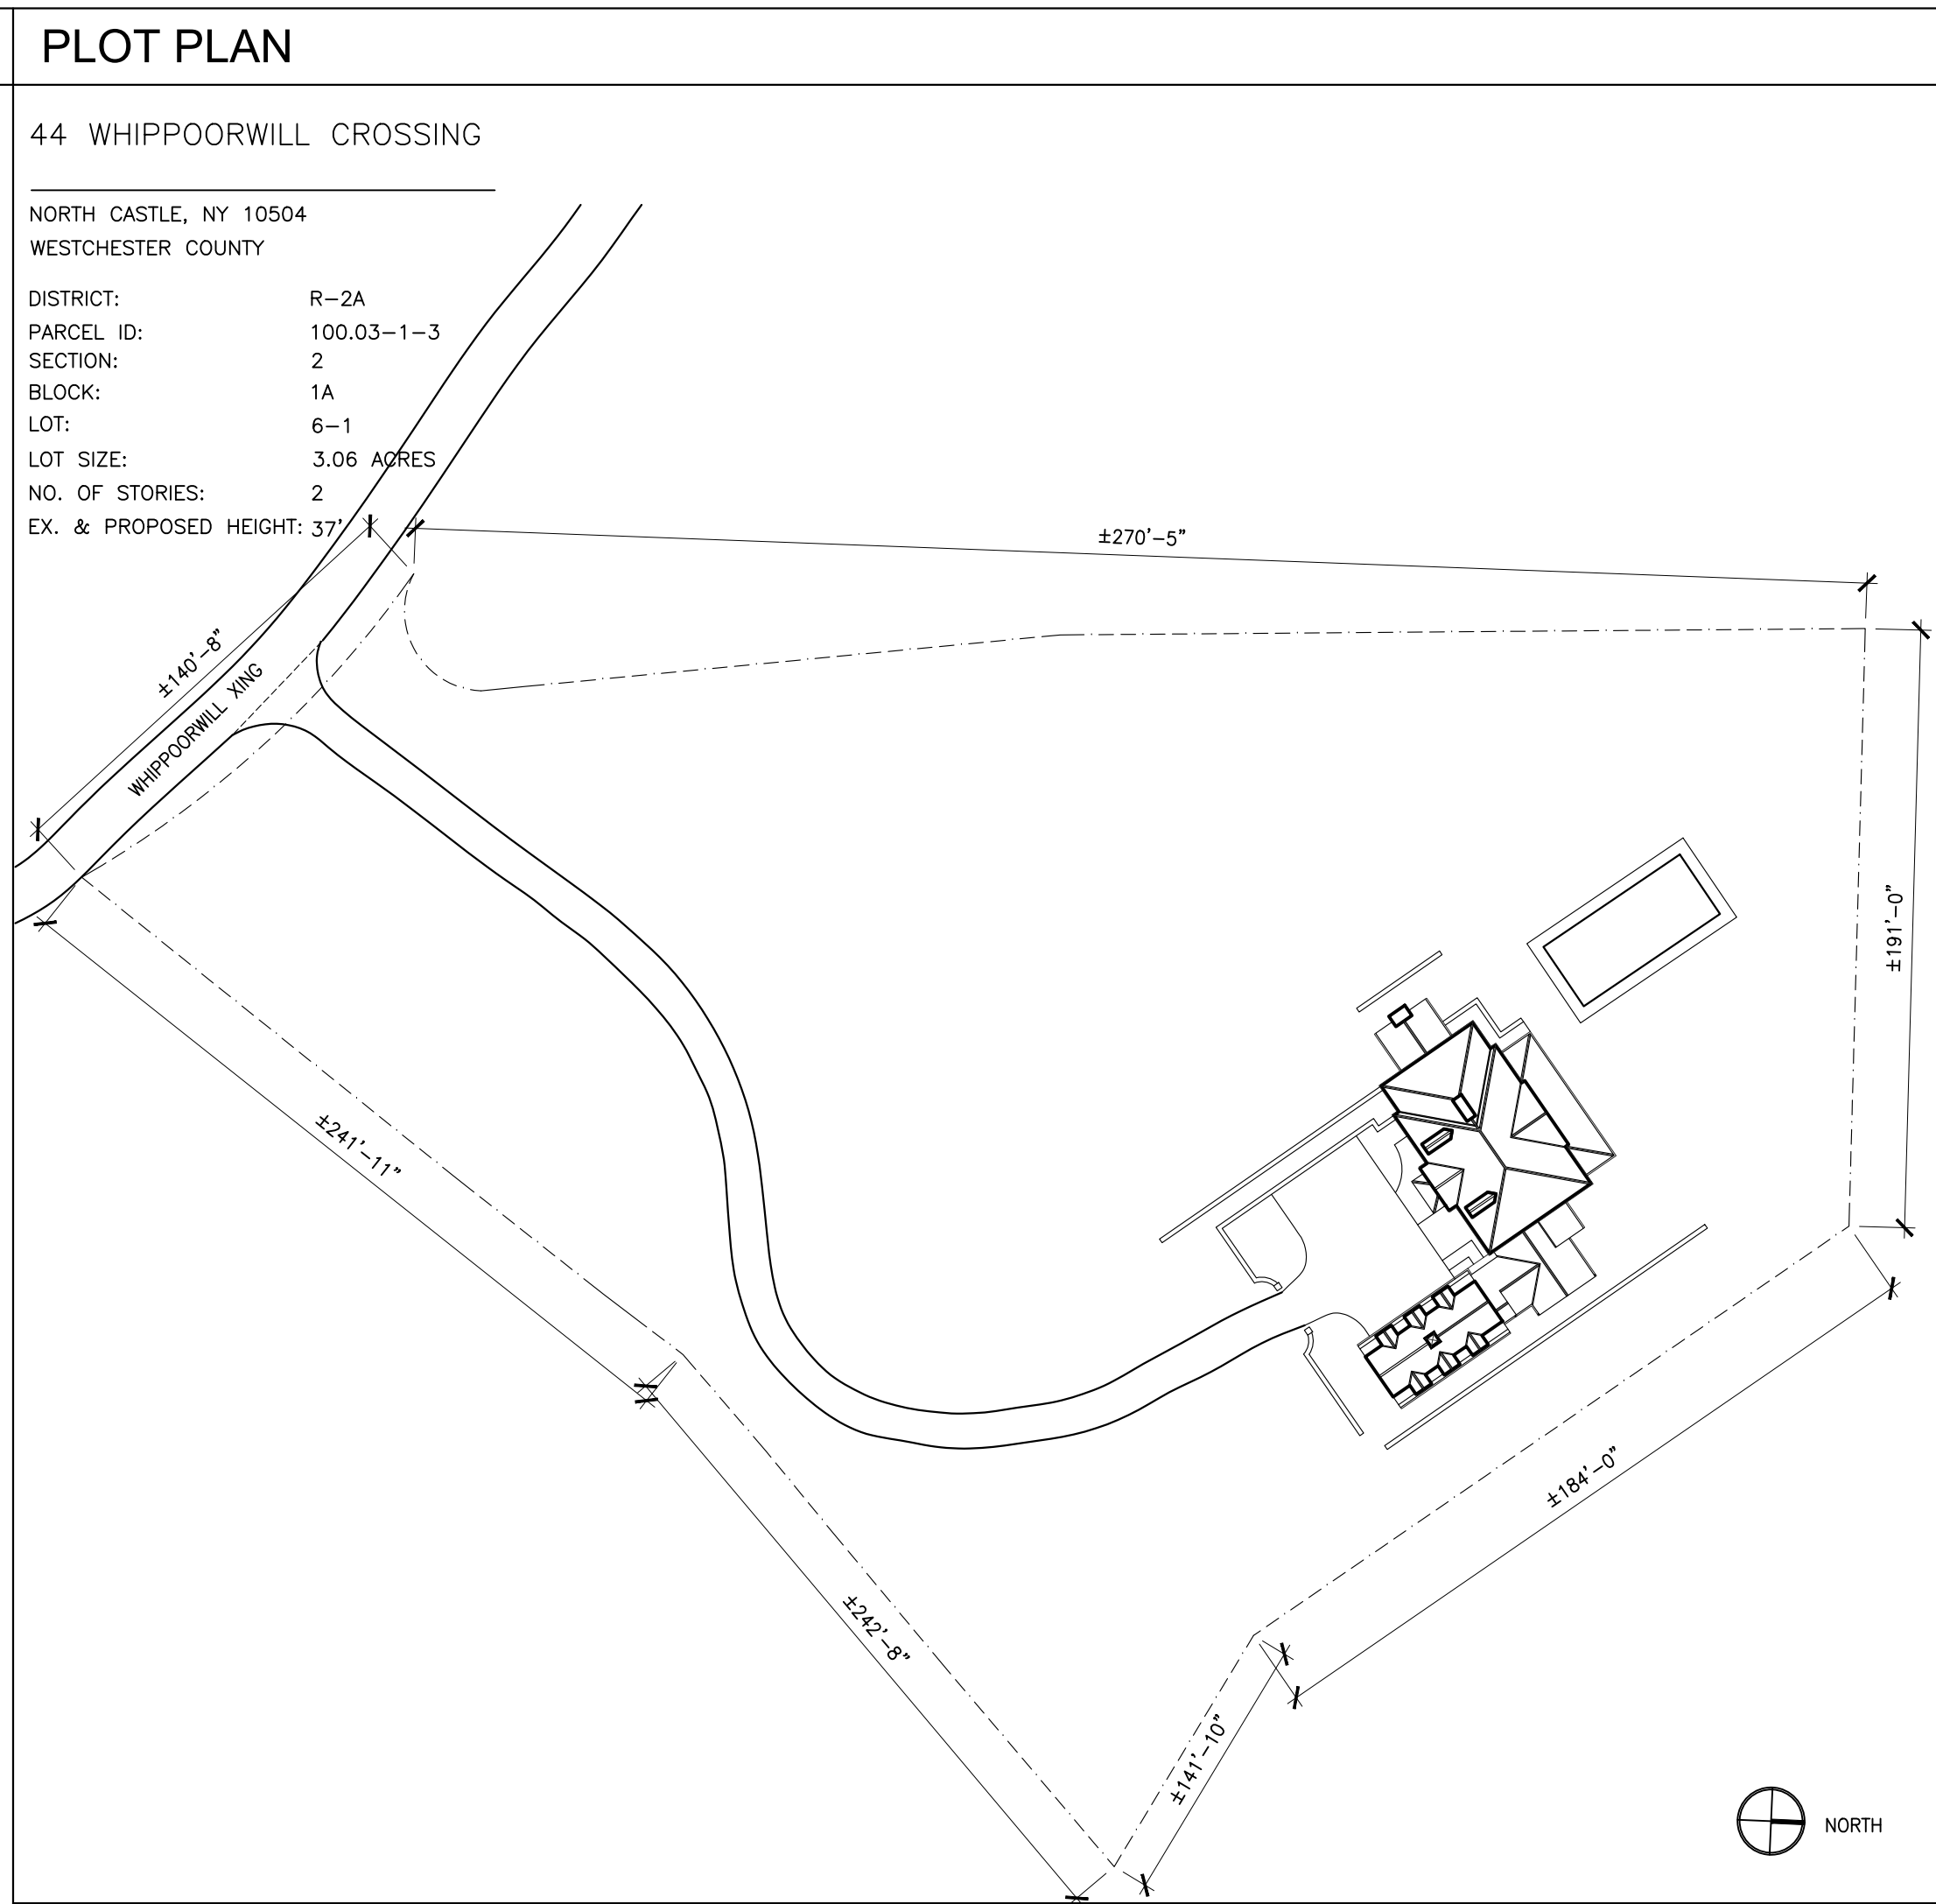 PLOT PLAN
44 WHIPPOORWILL CROSSING
NORTH CASTLE, NY 10504
WESTCHESTER COUNTY
DISTRICT: R-2A
PARCEL ID: 100.03-1-3
SECTION: 2
BLOCK: 1A
LOT: 6-1
LOT SIZE: 3.06 ACRES
NO. OF STORIES: 2
EX. & PROPOSED HEIGHT: 37'
±270'-5"
±140'-8"
WHIPPOORWILL XING
±191'-0"
±241'-11"
±184'-0"
±242'-8"
±141'-10"
NORTH